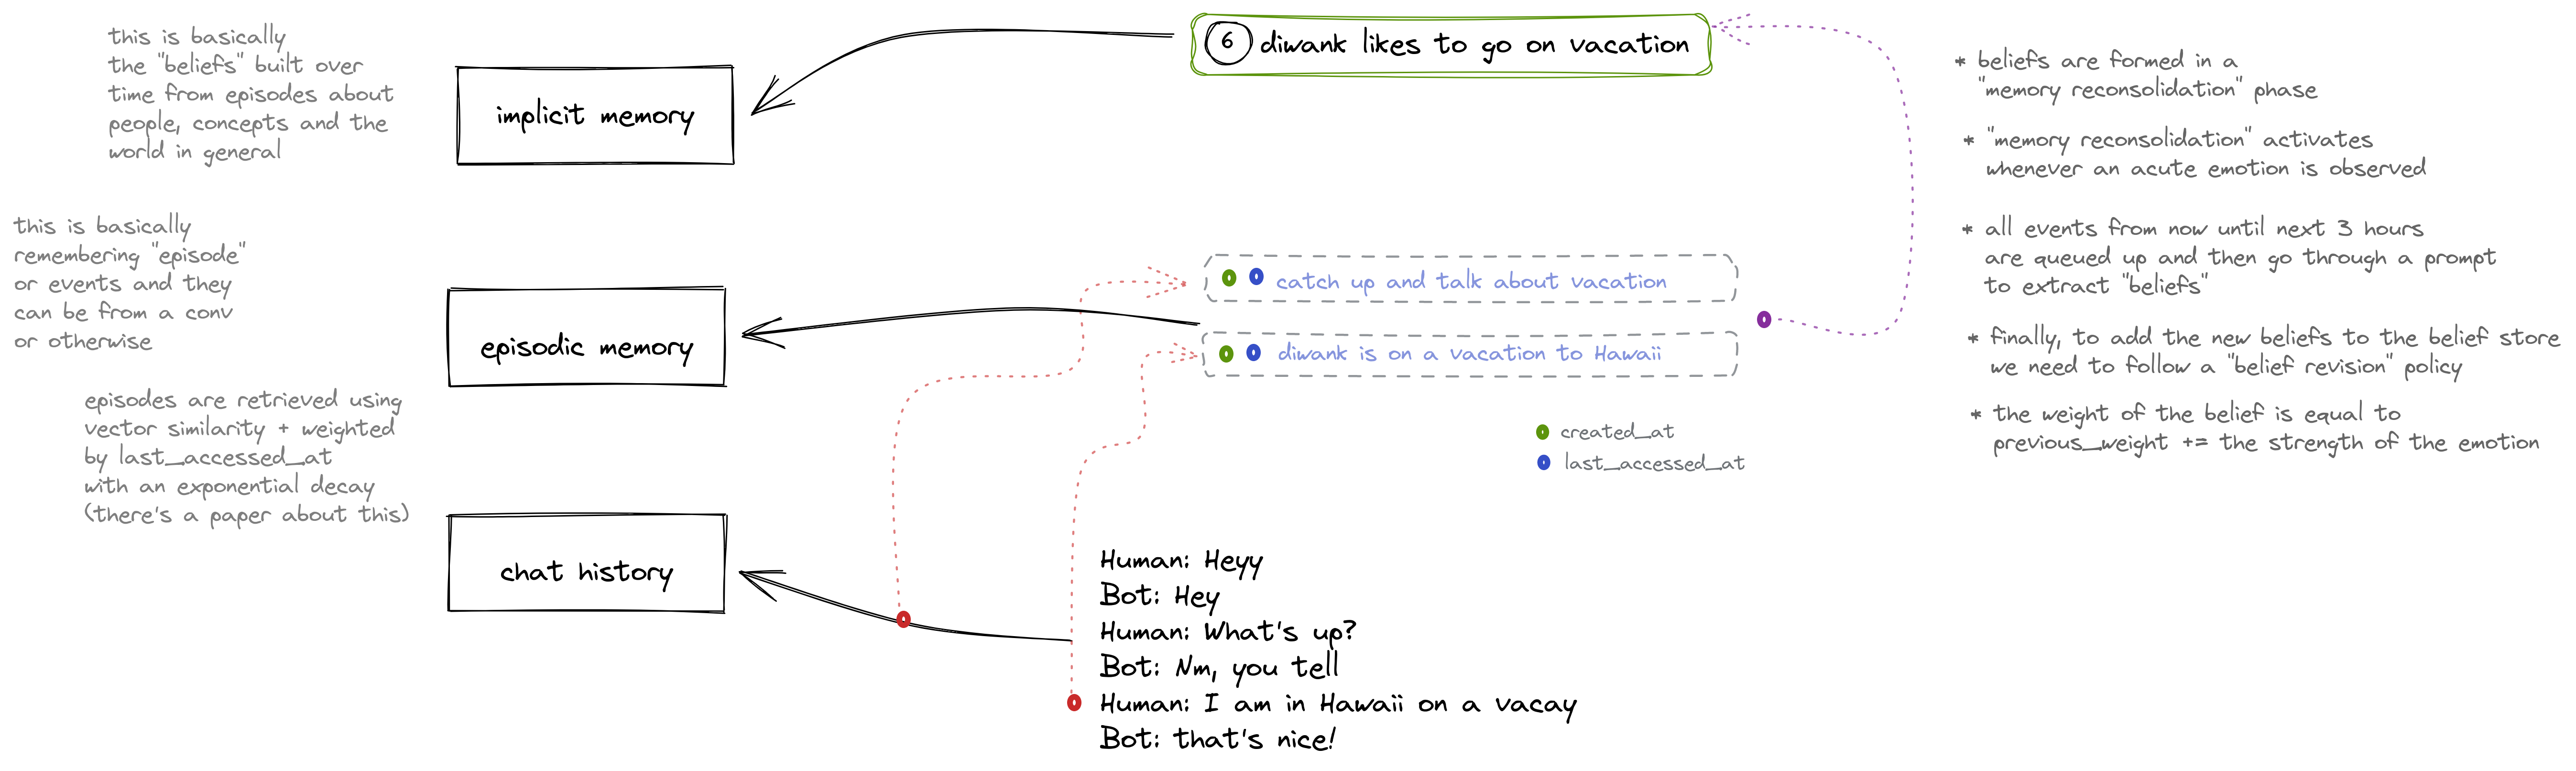 this is basically
the "beliefs" built over
time from episodes about
people, concepts and the
world in general
implicit memory
6 diwank likes to go on vacation
* beliefs are formed in a
"memory reconsolidation" phase
* "memory reconsolidation" activates
whenever an acute emotion is observed
* all events from now until next 3 hours
are queued up and then go through a prompt
to extract "beliefs"
* finally, to add the new beliefs to the belief store
we need to follow a "belief revision" policy
* the weight of the belief is equal to
previous_weight += the strength of the emotion
this is basically
remembering "episode"
or events and they
can be from a conv
or otherwise
episodic memory
catch up and talk about vacation
diwank is on a vacation to Hawaii
created_at
last_accessed_at
episodes are retrieved using
vector similarity + weighted
by last_accessed_at
with an exponential decay
(there's a paper about this)
chat history
Human: Heyy
Bot: Hey
Human: What's up?
Bot: Nm, you tell
Human: I am in Hawaii on a vacay
Bot: that's nice!